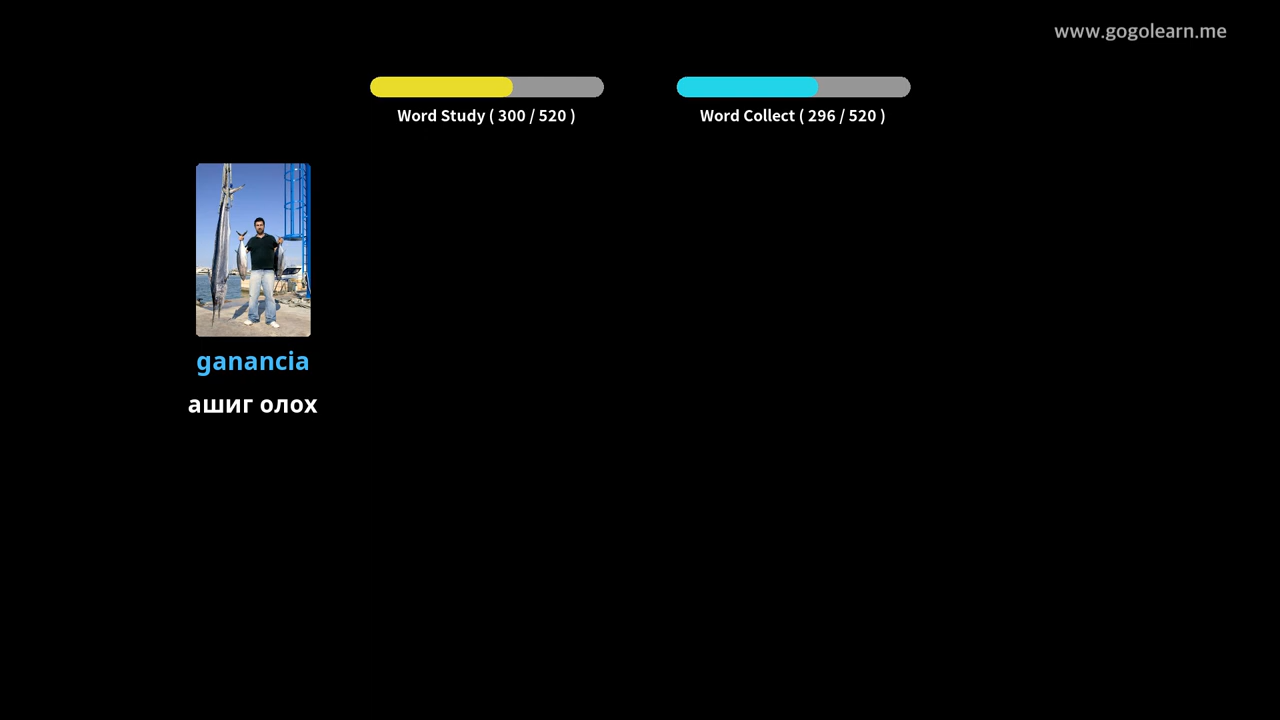 www.gogolearn.me
Word Study ( 300 / 520 )
Word Collect ( 296 / 520 )
ganancia
ашиг олох